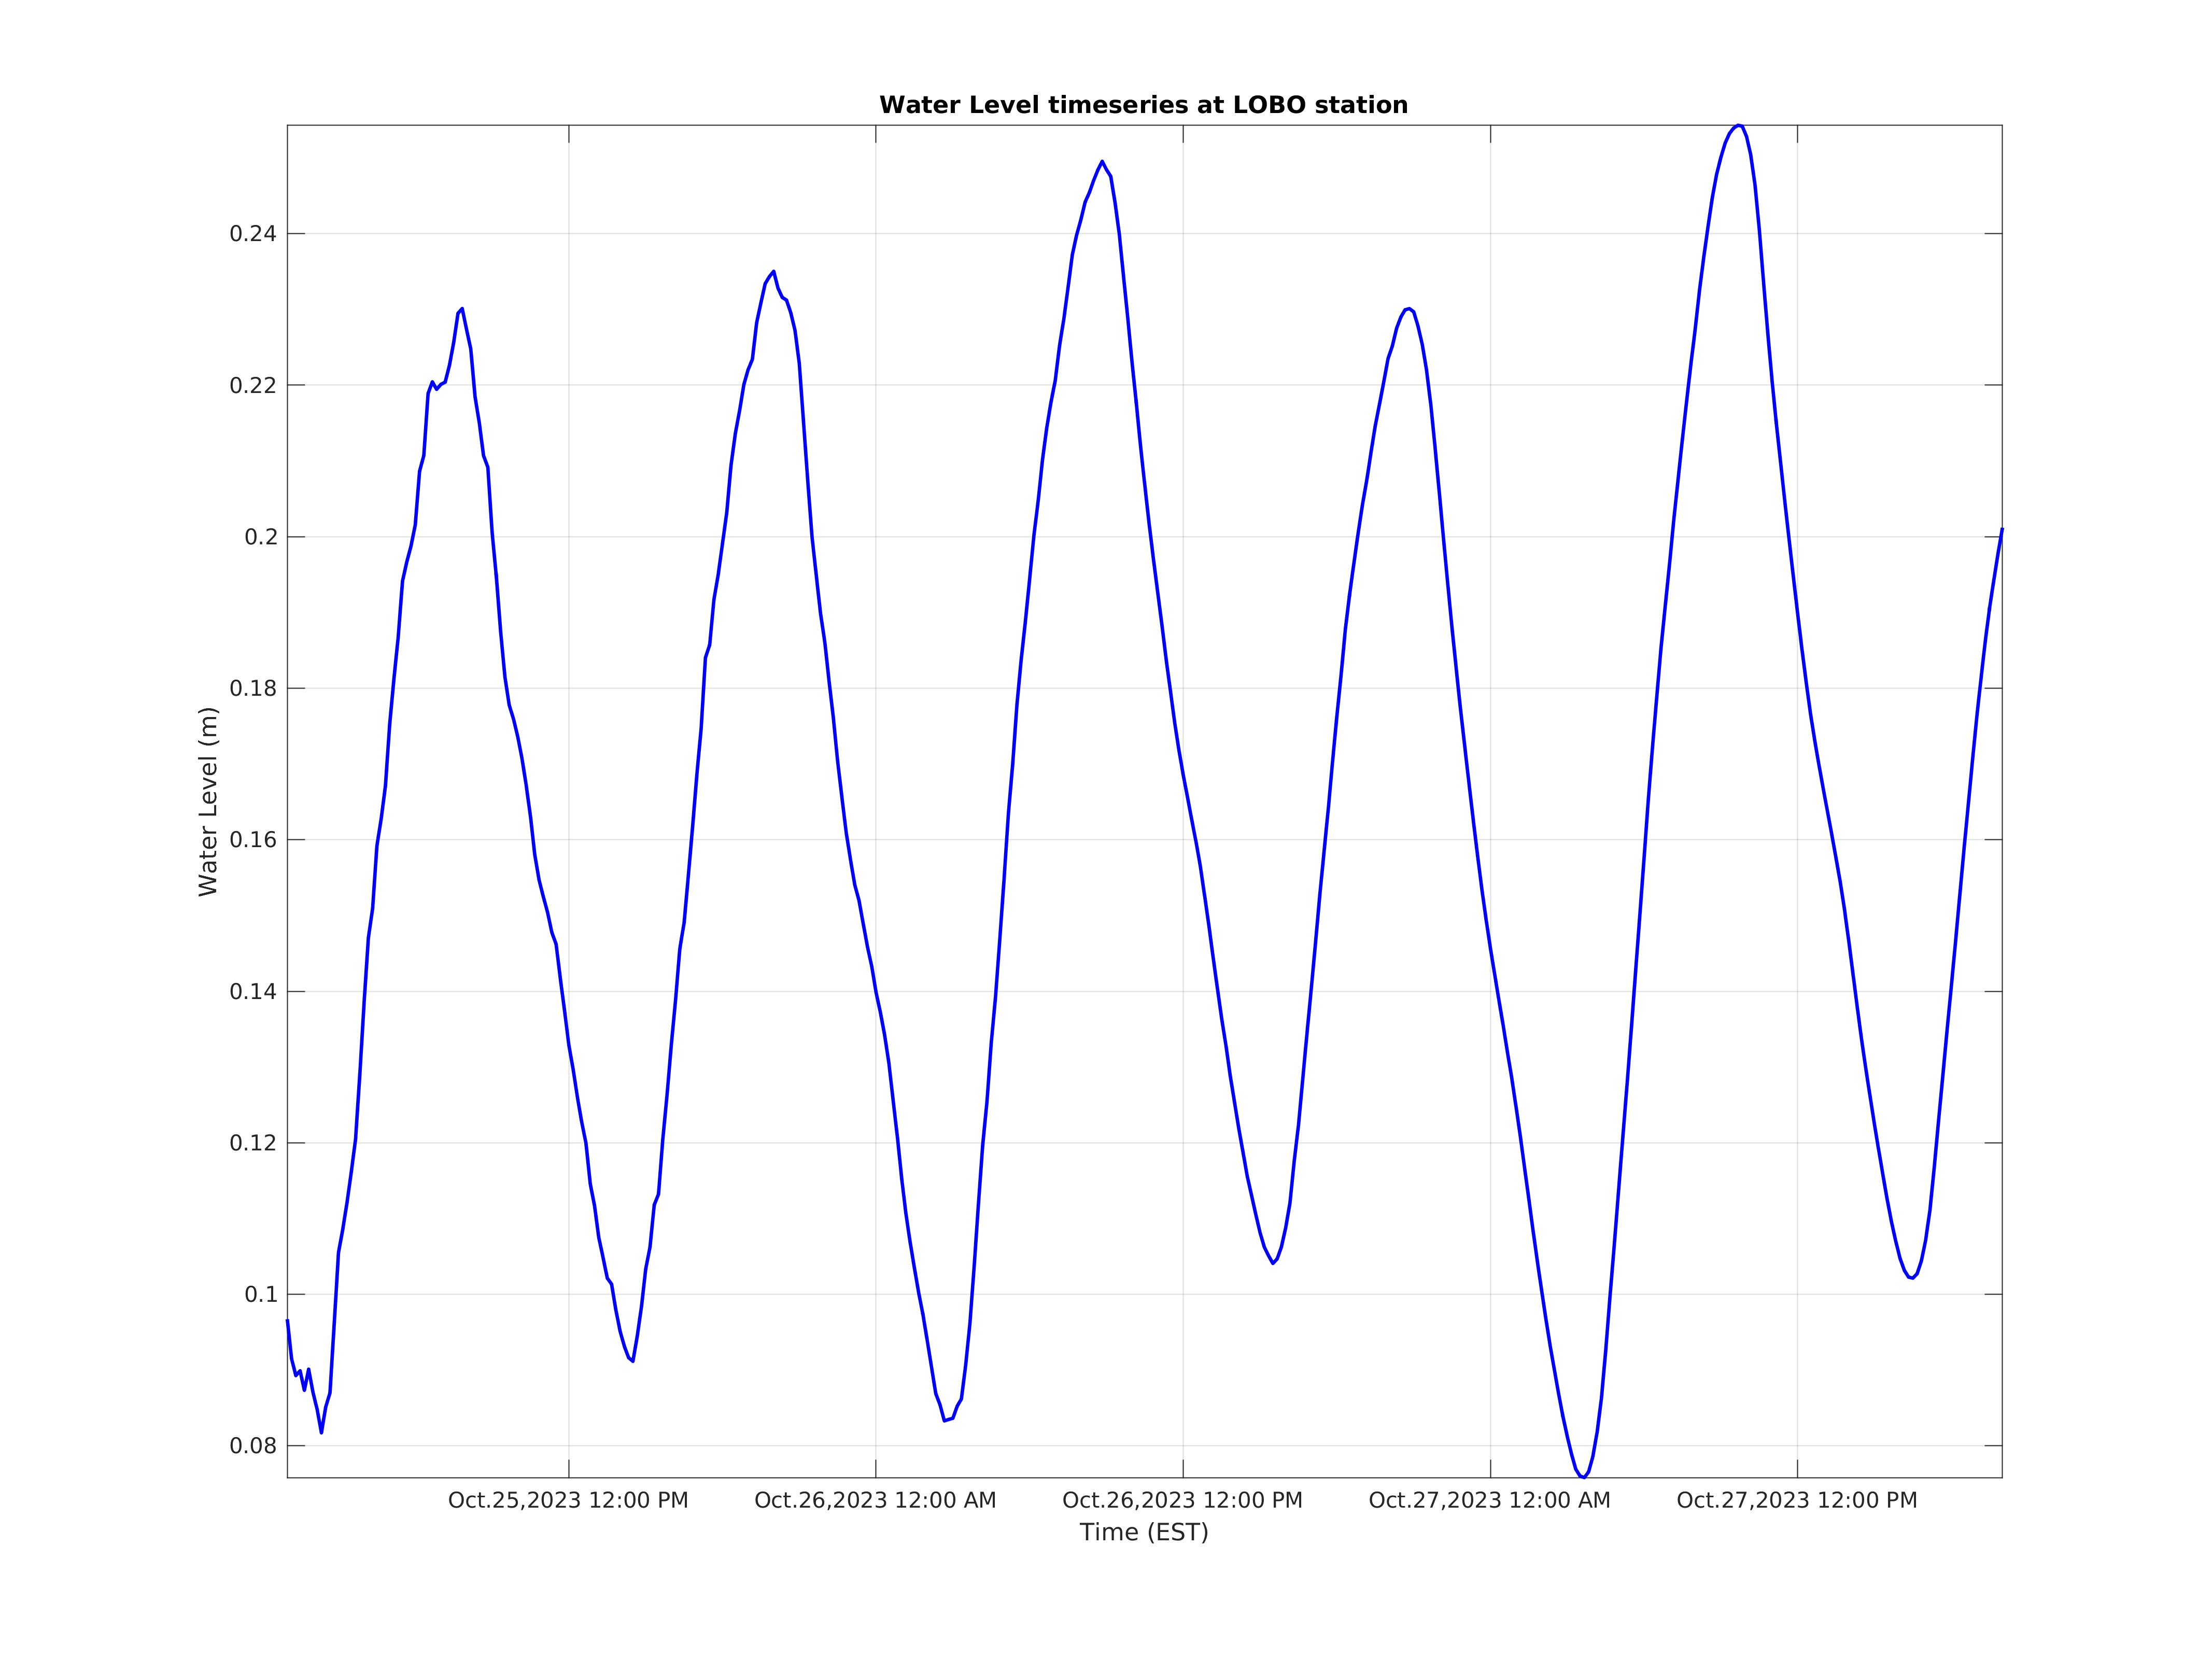 Water Level timeseries at LOBO station
0.24
0.22
0.2
0.18
0.16
0.14
0.12
0.1
0.08
Water Level (m)
Oct.25,2023 12:00 PM
Oct.26,2023 12:00 AM
Oct.26,2023 12:00 PM
Oct.27,2023 12:00 AM
Oct.27,2023 12:00 PM
Time (EST)